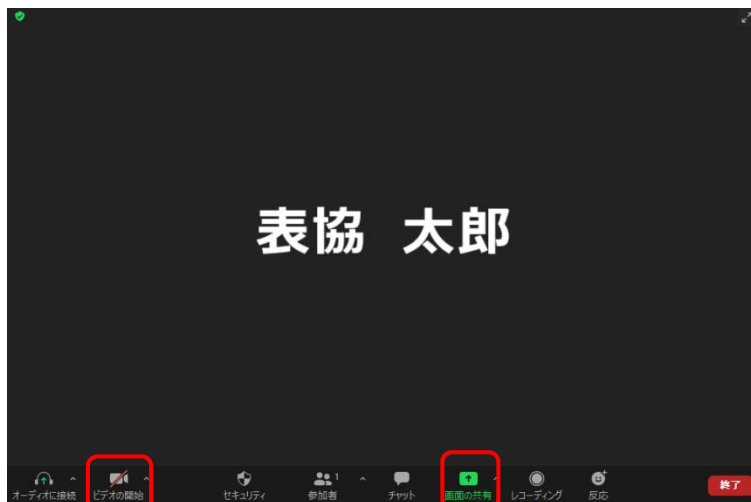 表協 太郎
オーディオに接続 ビデオの開始 セキュリティ 参加者 1 チャット 画面の共有 レコーディング 反応 終了